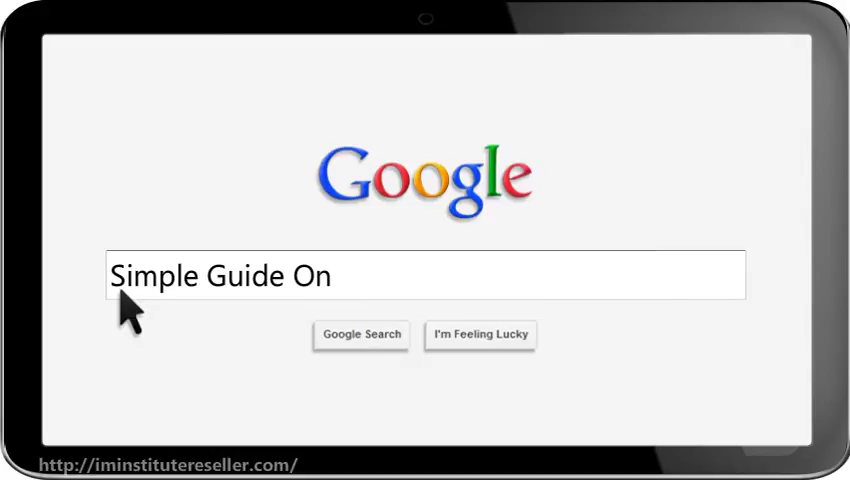 Google
Simple Guide On
Google Search
I'm Feeling Lucky
http://iminstitutereseller.com/